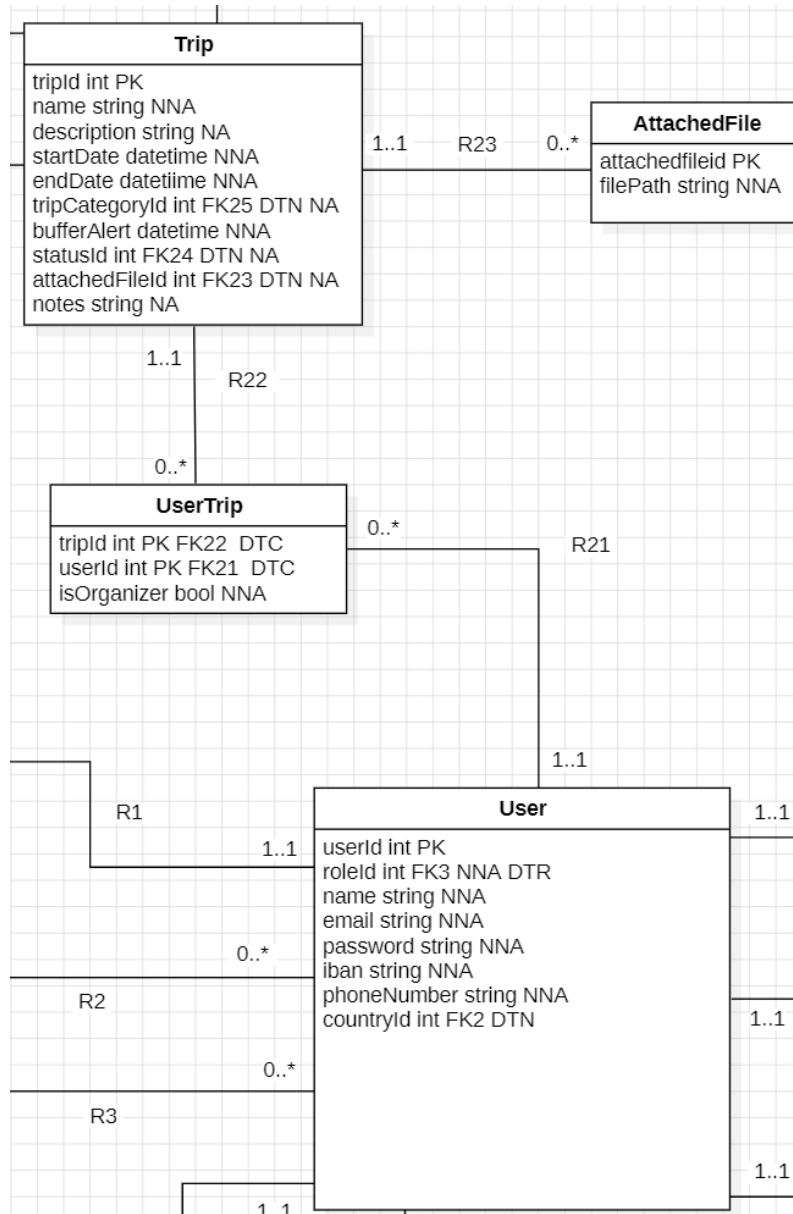 Trip
tripId int PK
name string NNA
description string NA
startDate datetime NNA
endDate datetiime NNA
tripCategoryId int FK25 DTN NA
bufferAlert datetime NNA
statusId int FK24 DTN NA
attachedFileId int FK23 DTN NA
notes string NA
1..1
R23
0..*
AttachedFile
attachedfileid PK
filePath string NNA
1..1
R22
0..*
UserTrip
tripId int PK FK22 DTC
userId int PK FK21 DTC
isOrganizer bool NNA
0..*
R21
1..1
R1
1..1
0..*
R2
0..*
R3
1..1
User
userId int PK
roleId int FK3 NNA DTR
name string NNA
email string NNA
password string NNA
iban string NNA
phoneNumber string NNA
countryId int FK2 DTN
1..1
1..1
1..1